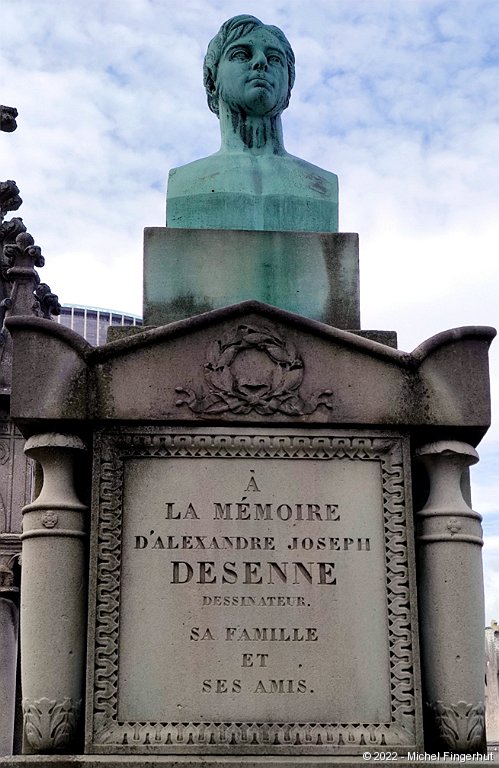 À
LA MÉMOIRE
D'ALEXANDRE JOSEPH
DESENNE
DESSINATEUR.
SA FAMILLE
ET
SES AMIS.
© 2022 - Michel Fingerhut